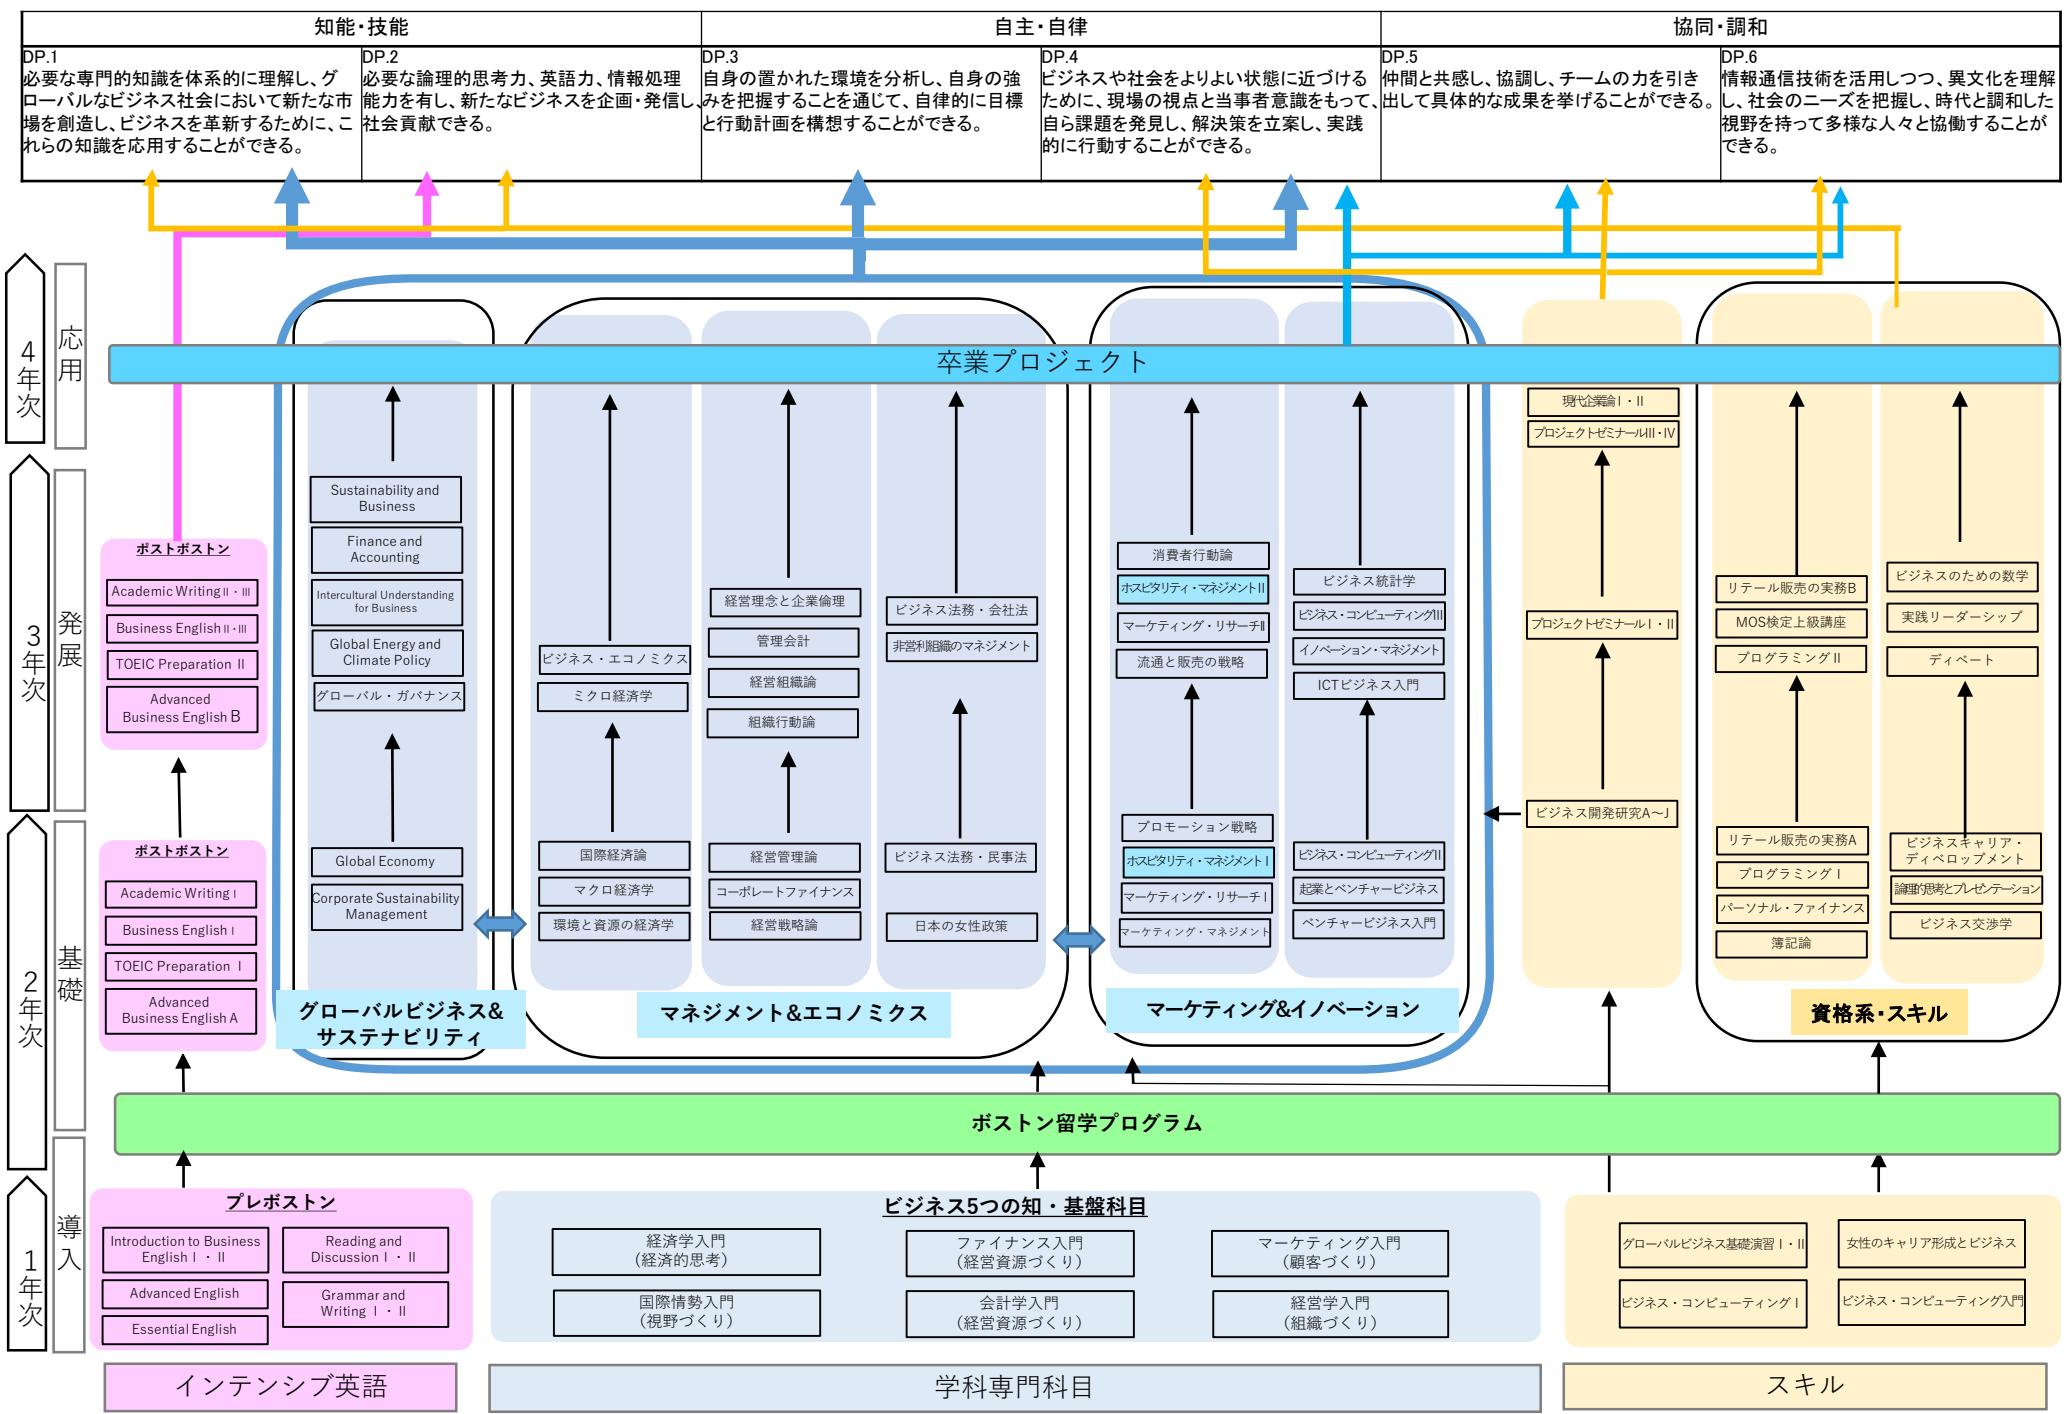 知能・技能
自主・自律
協同・調和
DP.1
必要な専門的知識を体系的に理解し、グ
ローバルなビジネス社会において新たな市
場を創造し、ビジネスを革新するために、こ
れらの知識を応用することができる。
DP.2
必要な論理的思考力、英語力、情報処理
能力を有し、新たなビジネスを企画・発信し、
社会貢献できる。
DP.3
自身の置かれた環境を分析し、自身の強
みを把握することを通じて、自律的に目標
と行動計画を構想することができる。
DP.4
ビジネスや社会をよりよい状態に近づける
ために、現場の視点と当事者意識をもって、
自ら課題を発見し、解決策を立案し、実践
的に行動することができる。
DP.5
仲間と共感し、協調し、チームの力を引き
出して具体的な成果を挙げることができる。
DP.6
情報通信技術を活用しつつ、異文化を理解
し、社会のニーズを把握し、時代と調和した
視野を持って多様な人々と協働することが
できる。
4年次
応用
卒業プロジェクト
現代企業論Ⅰ・Ⅱ
プロジェクトゼミナールⅢ・Ⅳ
3年次
発展
ポストボストン
Academic Writing Ⅱ・Ⅲ
Business English Ⅱ・Ⅲ
TOEIC Preparation Ⅱ
Advanced
Business English B
Sustainability and
Business
Finance and
Accounting
Intercultural Understanding
for Business
Global Energy and
Climate Policy
グローバル・ガバナンス
ビジネス・エコノミクス
ミクロ経済学
経営理念と企業倫理
管理会計
経営組織論
組織行動論
ビジネス法務・会社法
非営利組織のマネジメント
消費者行動論
ホスピタリティ・マネジメントⅡ
マーケティング・リサーチⅡ
流通と販売の戦略
ビジネス統計学
ビジネス・コンピューティングⅢ
イノベーション・マネジメント
ICTビジネス入門
プロジェクトゼミナールⅠ・Ⅱ
リテール販売の実務B
MOS検定上級講座
プログラミングⅡ
ビジネスのための数学
実践リーダーシップ
ディベート
2年次
基礎
ポストボストン
Academic Writing Ⅰ
Business English Ⅰ
TOEIC Preparation Ⅰ
Advanced
Business English A
Global Economy
Corporate Sustainability
Management
国際経済論
マクロ経済学
環境と資源の経済学
経営管理論
コーポレートファイナンス
経営戦略論
ビジネス法務・民事法
日本の女性政策
プロモーション戦略
ホスピタリティ・マネジメントⅠ
マーケティング・リサーチⅠ
マーケティング・マネジメント
ビジネス・コンピューティングⅡ
起業とベンチャービジネス
ベンチャービジネス入門
ビジネス開発研究A～J
リテール販売の実務A
プログラミングⅠ
パーソナル・ファイナンス
簿記論
ビジネスキャリア・
ディベロップメント
論理的思考とプレゼンテーション
ビジネス交渉学
グローバルビジネス&
サステナビリティ
マネジメント&エコノミクス
マーケティング&イノベーション
資格系・スキル
ボストン留学プログラム
1年次
導入
プレボストン
Introduction to Business
English Ⅰ・Ⅱ
Advanced English
Essential English
Reading and
Discussion Ⅰ・Ⅱ
Grammar and
Writing Ⅰ・Ⅱ
ビジネス5つの知・基盤科目
経済学入門
(経済的思考)
国際情勢入門
(視野づくり)
ファイナンス入門
(経営資源づくり)
会計学入門
(経営資源づくり)
マーケティング入門
(顧客づくり)
経営学入門
(組織づくり)
グローバルビジネス基礎演習Ⅰ・Ⅱ
ビジネス・コンピューティングⅠ
女性のキャリア形成とビジネス
ビジネス・コンピューティング入門
インテンシブ英語
学科専門科目
スキル